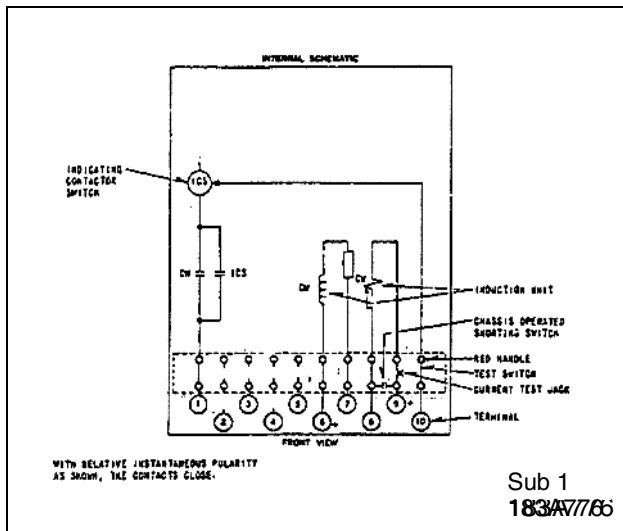 INTERNAL SCHEMATIC
INDICATING
CONTACTOR
SWITCH
ICS
CW
ICS
CW
CW
INDUCTION UNIT
CHASSIS OPERATED
SHORTING SWITCH
RED HANDLE
TEST SWITCH
CURRENT TEST JACK
TERMINAL
1
3
5
7
9+
2
4
6+
8
10
FRONT VIEW
WITH RELATIVE INSTANTANEOUS POLARITY
AS SHOWN, THE CONTACTS CLOSE.
Sub 1
183A776